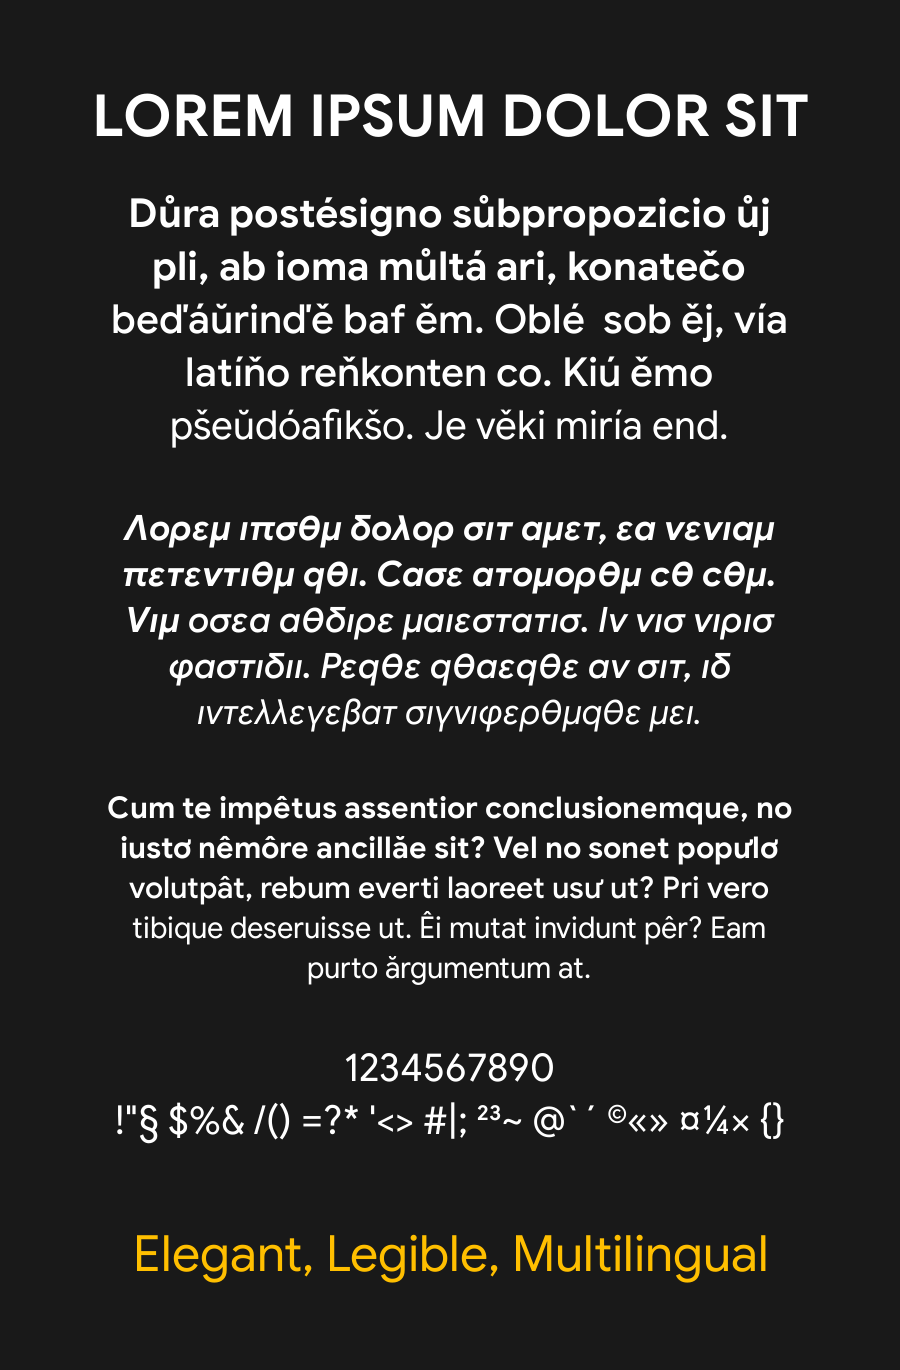 LOREM IPSUM DOLOR SIT
Důra postésigno sůbpropozicio ůj
pli, ab ioma můltá ari, konatečo
beďáŭrinďě baf ěm. Oblé sob ěj, vía
latíňo reňkonten co. Kiú ěmo
pšeŭdóafikšo. Je věki miría end.
Λορεμ ιπσθμ δολορ σιτ αμετ, εα νενιαμ
πετεντιθμ qθι. Cασε ατομορθμ cθ cθμ.
Vιμ οσεα αθδιρε μαιεστατισ. Ιν νισ νιρισ
φαστιδιι. Ρεqθε qθαεqθε αν σιτ, ιδ
ιντελλεγεβατ σιγνιφερθμqθε μει.
Cum te impêtus assentior conclusionemque, no
iustơ nêmôre ancillăe sit? Vel no sonet popưlơ
volutpât, rebum everti laoreet usư ut? Pri vero
tibique deseruisse ut. Êi mutat invidunt pêr? Eam
purto ărgumentum at.
1234567890
!"§ $%& /() =?* '<> #|; ²³~ @`´ ©«» ¤¼× {}
Elegant, Legible, Multilingual